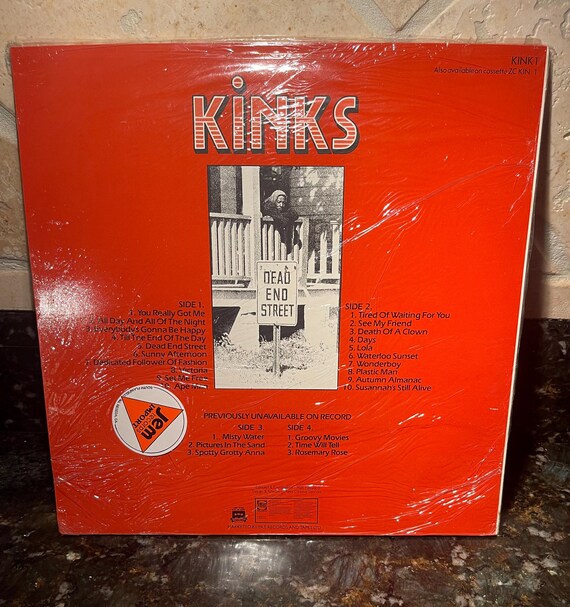 KINK 1
Also available on cassette ZC KIN 1
KINKS
DEAD
END
STREET
SIDE 1.
1. You Really Got Me
2. All Day And All Of The Night
3. Everybodys Gonna Be Happy
4. Till The End Of The Day
5. Dead End Street
6. Sunny Afternoon
7. Dedicated Follower Of Fashion
8. Victoria
9. Set Me Free
10. Ape Man
SIDE 2.
1. Tired Of Waiting For You
2. See My Friend
3. Death Of A Clown
4. Days
5. Lola
6. Waterloo Sunset
7. Wonderboy
8. Plastic Man
9. Autumn Almanac
10. Susannah's Still Alive
PREVIOUSLY UNAVAILABLE ON RECORD
SIDE 3.
1. Misty Water
2. Pictures In The Sand
3. Spotty Grotty Anna
SIDE 4.
1. Groovy Movies
2. Time Will Tell
3. Rosemary Rose
Jem
IMPORT